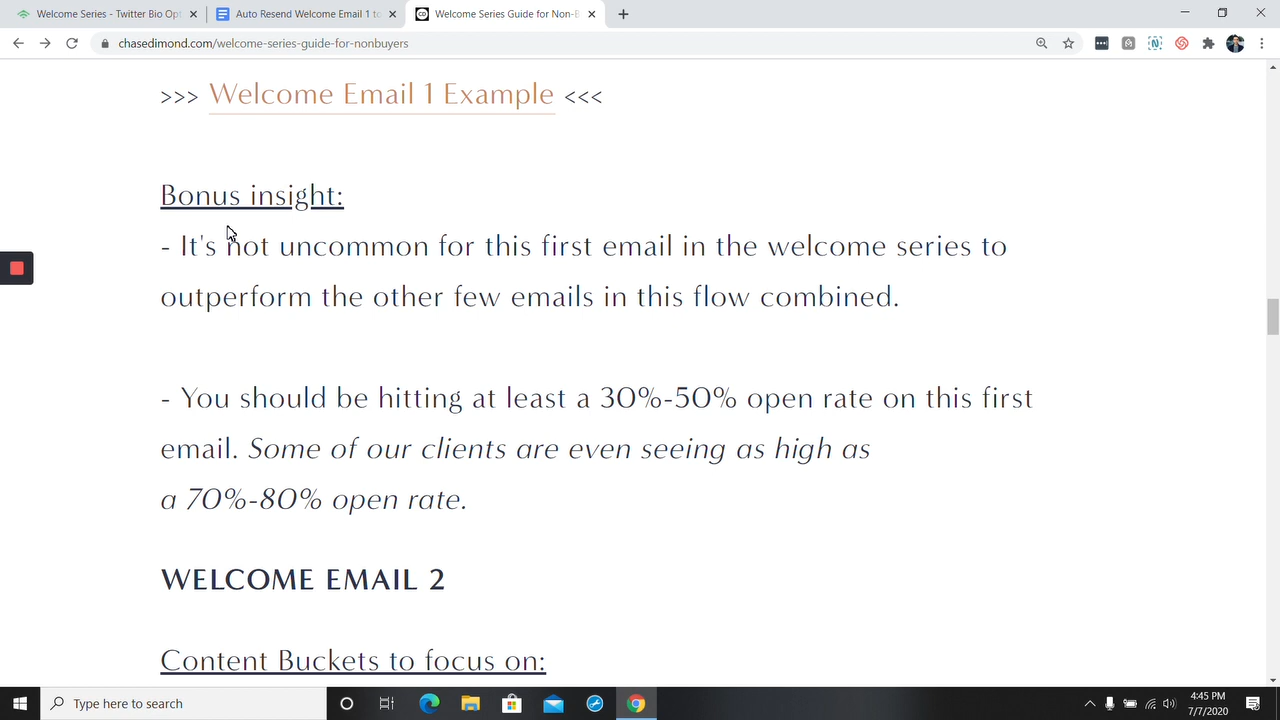 Welcome Series - Twitter Bio Opt
Auto Resend Welcome Email 1 to
Welcome Series Guide for Non-B
chasedimond.com/welcome-series-guide-for-nonbuyers
>>> Welcome Email 1 Example <<<
Bonus insight:
- It's not uncommon for this first email in the welcome series to
outperform the other few emails in this flow combined.
- You should be hitting at least a 30%-50% open rate on this first
email. Some of our clients are even seeing as high as
a 70%-80% open rate.
WELCOME EMAIL 2
Content Buckets to focus on:
Type here to search
4:45 PM
7/7/2020